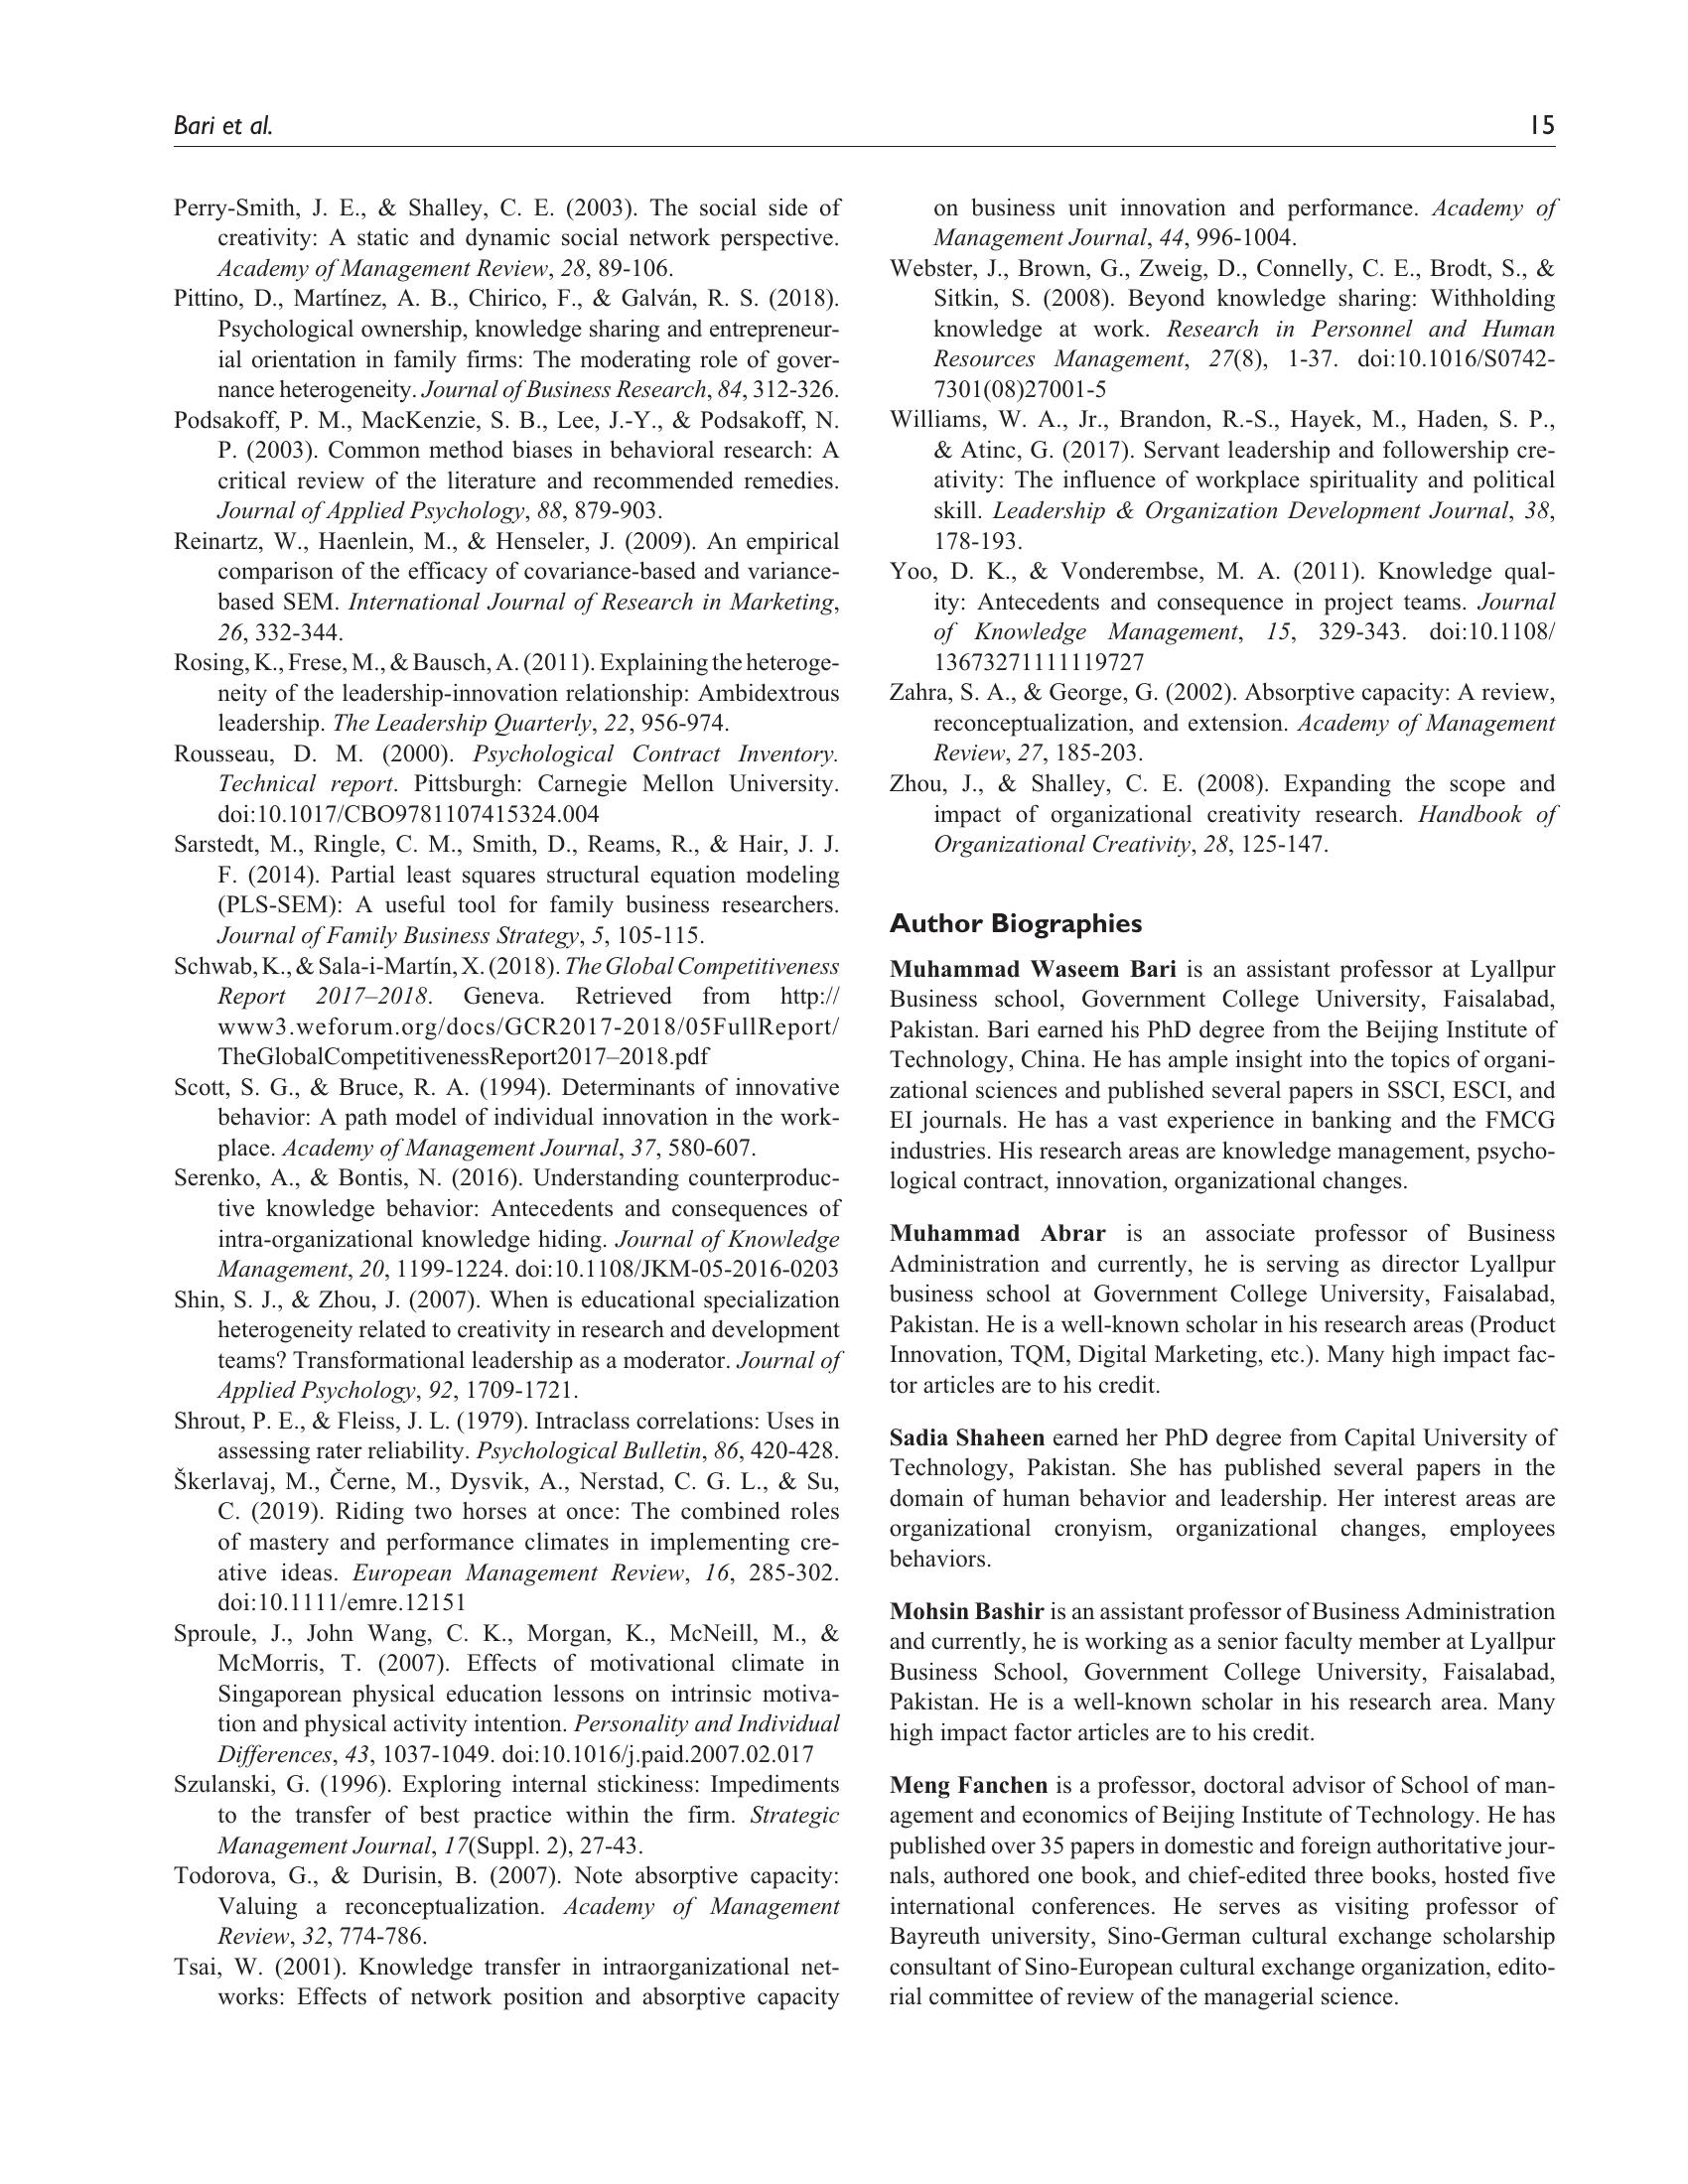 Bari et al.
15
Perry-Smith, J. E., & Shalley, C. E. (2003). The social side of
creativity: A static and dynamic social network perspective.
Academy of Management Review, 28, 89-106.
Pittino, D., Martínez, A. B., Chirico, F., & Galván, R. S. (2018).
Psychological ownership, knowledge sharing and entrepreneur-
ial orientation in family firms: The moderating role of gover-
nance heterogeneity. Journal of Business Research, 84, 312-326.
Podsakoff, P. M., MacKenzie, S. B., Lee, J.-Y., & Podsakoff, N.
P. (2003). Common method biases in behavioral research: A
critical review of the literature and recommended remedies.
Journal of Applied Psychology, 88, 879-903.
Reinartz, W., Haenlein, M., & Henseler, J. (2009). An empirical
comparison of the efficacy of covariance-based and variance-
based SEM. International Journal of Research in Marketing,
26, 332-344.
Rosing, K., Frese, M., & Bausch, A. (2011). Explaining the heteroge-
neity of the leadership-innovation relationship: Ambidextrous
leadership. The Leadership Quarterly, 22, 956-974.
Rousseau, D. M. (2000). Psychological Contract Inventory.
Technical report. Pittsburgh: Carnegie Mellon University.
doi:10.1017/CBO9781107415324.004
Sarstedt, M., Ringle, C. M., Smith, D., Reams, R., & Hair, J. J.
F. (2014). Partial least squares structural equation modeling
(PLS-SEM): A useful tool for family business researchers.
Journal of Family Business Strategy, 5, 105-115.
Schwab, K., & Sala-i-Martín, X. (2018). The Global Competitiveness
Report 2017–2018. Geneva. Retrieved from http://
www3.weforum.org/docs/GCR2017-2018/05FullReport/
TheGlobalCompetitivenessReport2017–2018.pdf
Scott, S. G., & Bruce, R. A. (1994). Determinants of innovative
behavior: A path model of individual innovation in the work-
place. Academy of Management Journal, 37, 580-607.
Serenko, A., & Bontis, N. (2016). Understanding counterproduc-
tive knowledge behavior: Antecedents and consequences of
intra-organizational knowledge hiding. Journal of Knowledge
Management, 20, 1199-1224. doi:10.1108/JKM-05-2016-0203
Shin, S. J., & Zhou, J. (2007). When is educational specialization
heterogeneity related to creativity in research and development
teams? Transformational leadership as a moderator. Journal of
Applied Psychology, 92, 1709-1721.
Shrout, P. E., & Fleiss, J. L. (1979). Intraclass correlations: Uses in
assessing rater reliability. Psychological Bulletin, 86, 420-428.
Škerlavaj, M., Černe, M., Dysvik, A., Nerstad, C. G. L., & Su,
C. (2019). Riding two horses at once: The combined roles
of mastery and performance climates in implementing cre-
ative ideas. European Management Review, 16, 285-302.
doi:10.1111/emre.12151
Sproule, J., John Wang, C. K., Morgan, K., McNeill, M., &
McMorris, T. (2007). Effects of motivational climate in
Singaporean physical education lessons on intrinsic motiva-
tion and physical activity intention. Personality and Individual
Differences, 43, 1037-1049. doi:10.1016/j.paid.2007.02.017
Szulanski, G. (1996). Exploring internal stickiness: Impediments
to the transfer of best practice within the firm. Strategic
Management Journal, 17(Suppl. 2), 27-43.
Todorova, G., & Durisin, B. (2007). Note absorptive capacity:
Valuing a reconceptualization. Academy of Management
Review, 32, 774-786.
Tsai, W. (2001). Knowledge transfer in intraorganizational net-
works: Effects of network position and absorptive capacity
on business unit innovation and performance. Academy of
Management Journal, 44, 996-1004.
Webster, J., Brown, G., Zweig, D., Connelly, C. E., Brodt, S., &
Sitkin, S. (2008). Beyond knowledge sharing: Withholding
knowledge at work. Research in Personnel and Human
Resources Management, 27(8), 1-37. doi:10.1016/S0742-
7301(08)27001-5
Williams, W. A., Jr., Brandon, R.-S., Hayek, M., Haden, S. P.,
& Atinc, G. (2017). Servant leadership and followership cre-
ativity: The influence of workplace spirituality and political
skill. Leadership & Organization Development Journal, 38,
178-193.
Yoo, D. K., & Vonderembse, M. A. (2011). Knowledge qual-
ity: Antecedents and consequence in project teams. Journal
of Knowledge Management, 15, 329-343. doi:10.1108/
13673271111119727
Zahra, S. A., & George, G. (2002). Absorptive capacity: A review,
reconceptualization, and extension. Academy of Management
Review, 27, 185-203.
Zhou, J., & Shalley, C. E. (2008). Expanding the scope and
impact of organizational creativity research. Handbook of
Organizational Creativity, 28, 125-147.
Author Biographies
Muhammad Waseem Bari is an assistant professor at Lyallpur
Business school, Government College University, Faisalabad,
Pakistan. Bari earned his PhD degree from the Beijing Institute of
Technology, China. He has ample insight into the topics of organi-
zational sciences and published several papers in SSCI, ESCI, and
EI journals. He has a vast experience in banking and the FMCG
industries. His research areas are knowledge management, psycho-
logical contract, innovation, organizational changes.
Muhammad Abrar is an associate professor of Business
Administration and currently, he is serving as director Lyallpur
business school at Government College University, Faisalabad,
Pakistan. He is a well-known scholar in his research areas (Product
Innovation, TQM, Digital Marketing, etc.). Many high impact fac-
tor articles are to his credit.
Sadia Shaheen earned her PhD degree from Capital University of
Technology, Pakistan. She has published several papers in the
domain of human behavior and leadership. Her interest areas are
organizational cronyism, organizational changes, employees
behaviors.
Mohsin Bashir is an assistant professor of Business Administration
and currently, he is working as a senior faculty member at Lyallpur
Business School, Government College University, Faisalabad,
Pakistan. He is a well-known scholar in his research area. Many
high impact factor articles are to his credit.
Meng Fanchen is a professor, doctoral advisor of School of man-
agement and economics of Beijing Institute of Technology. He has
published over 35 papers in domestic and foreign authoritative jour-
nals, authored one book, and chief-edited three books, hosted five
international conferences. He serves as visiting professor of
Bayreuth university, Sino-German cultural exchange scholarship
consultant of Sino-European cultural exchange organization, edito-
rial committee of review of the managerial science.